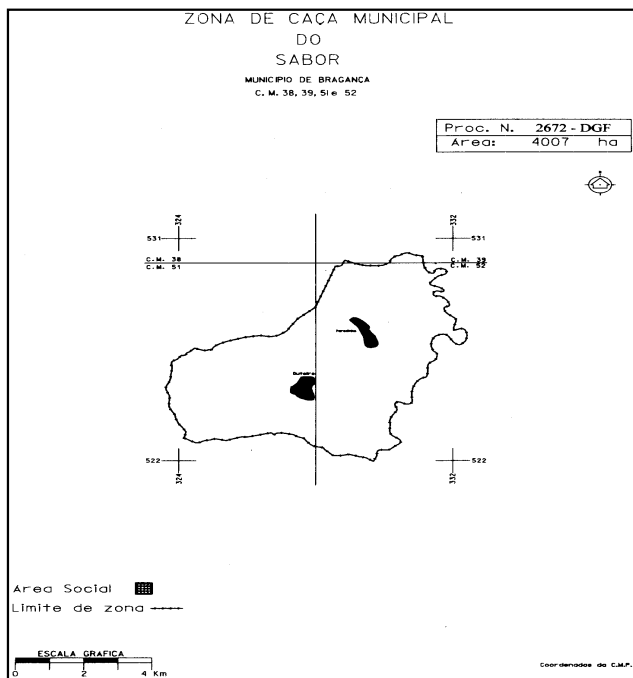 ZONA DE CAÇA MUNICIPAL
DO
SABOR
MUNICIPIO DE BRAGANÇA
C. M. 38, 39, 51 e 52
Proc. N. 2672 - DGF
Area: 4007 ha
324
332
531
531
C. M. 38
C. M. 39
C. M. 51
C. M. 52
522
522
324
332
Area Social
Limite de zona
ESCALA GRAFICA
0 2 4 Km
Coordenadas da C.M.P.